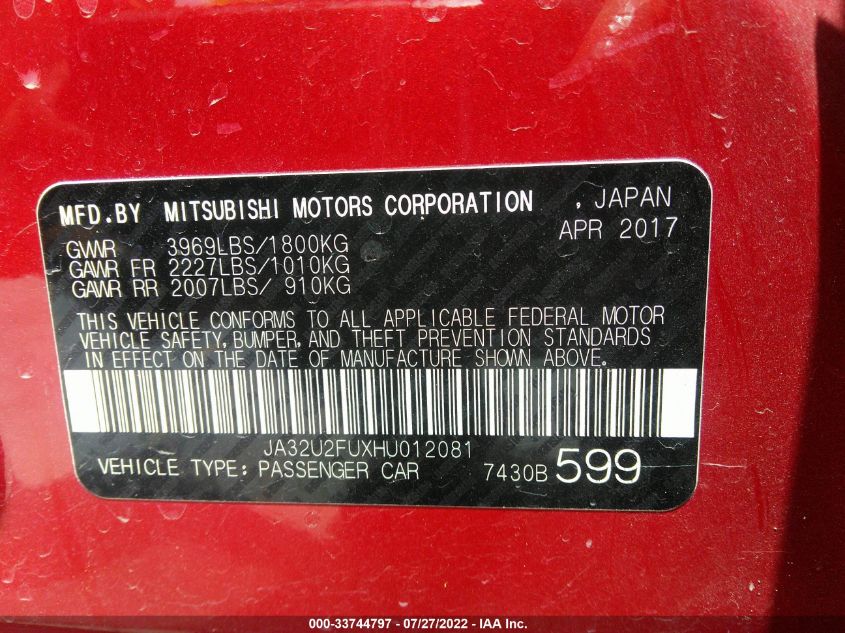 MFD.BY MITSUBISHI MOTORS CORPORATION , JAPAN
APR 2017
GVWR 3969LBS/1800KG
GAWR FR 2227LBS/1010KG
GAWR RR 2007LBS/ 910KG
THIS VEHICLE CONFORMS TO ALL APPLICABLE FEDERAL MOTOR
VEHICLE SAFETY, BUMPER, AND THEFT PREVENTION STANDARDS
IN EFFECT ON THE DATE OF MANUFACTURE SHOWN ABOVE.
JA32U2FUXHU012081
VEHICLE TYPE: PASSENGER CAR 7430B 599
000-33744797 - 07/27/2022 - IAA Inc.